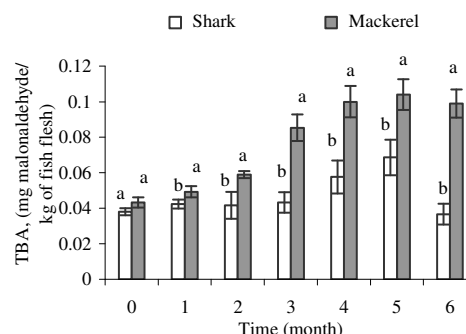 Shark Mackerel
0.12
0.1
0.08
0.06
0.04
0.02
0
TBA, (mg malonaldehyde/
kg of fish flesh)
a a b a b a b a b a b a b a
0 1 2 3 4 5 6
Time (month)